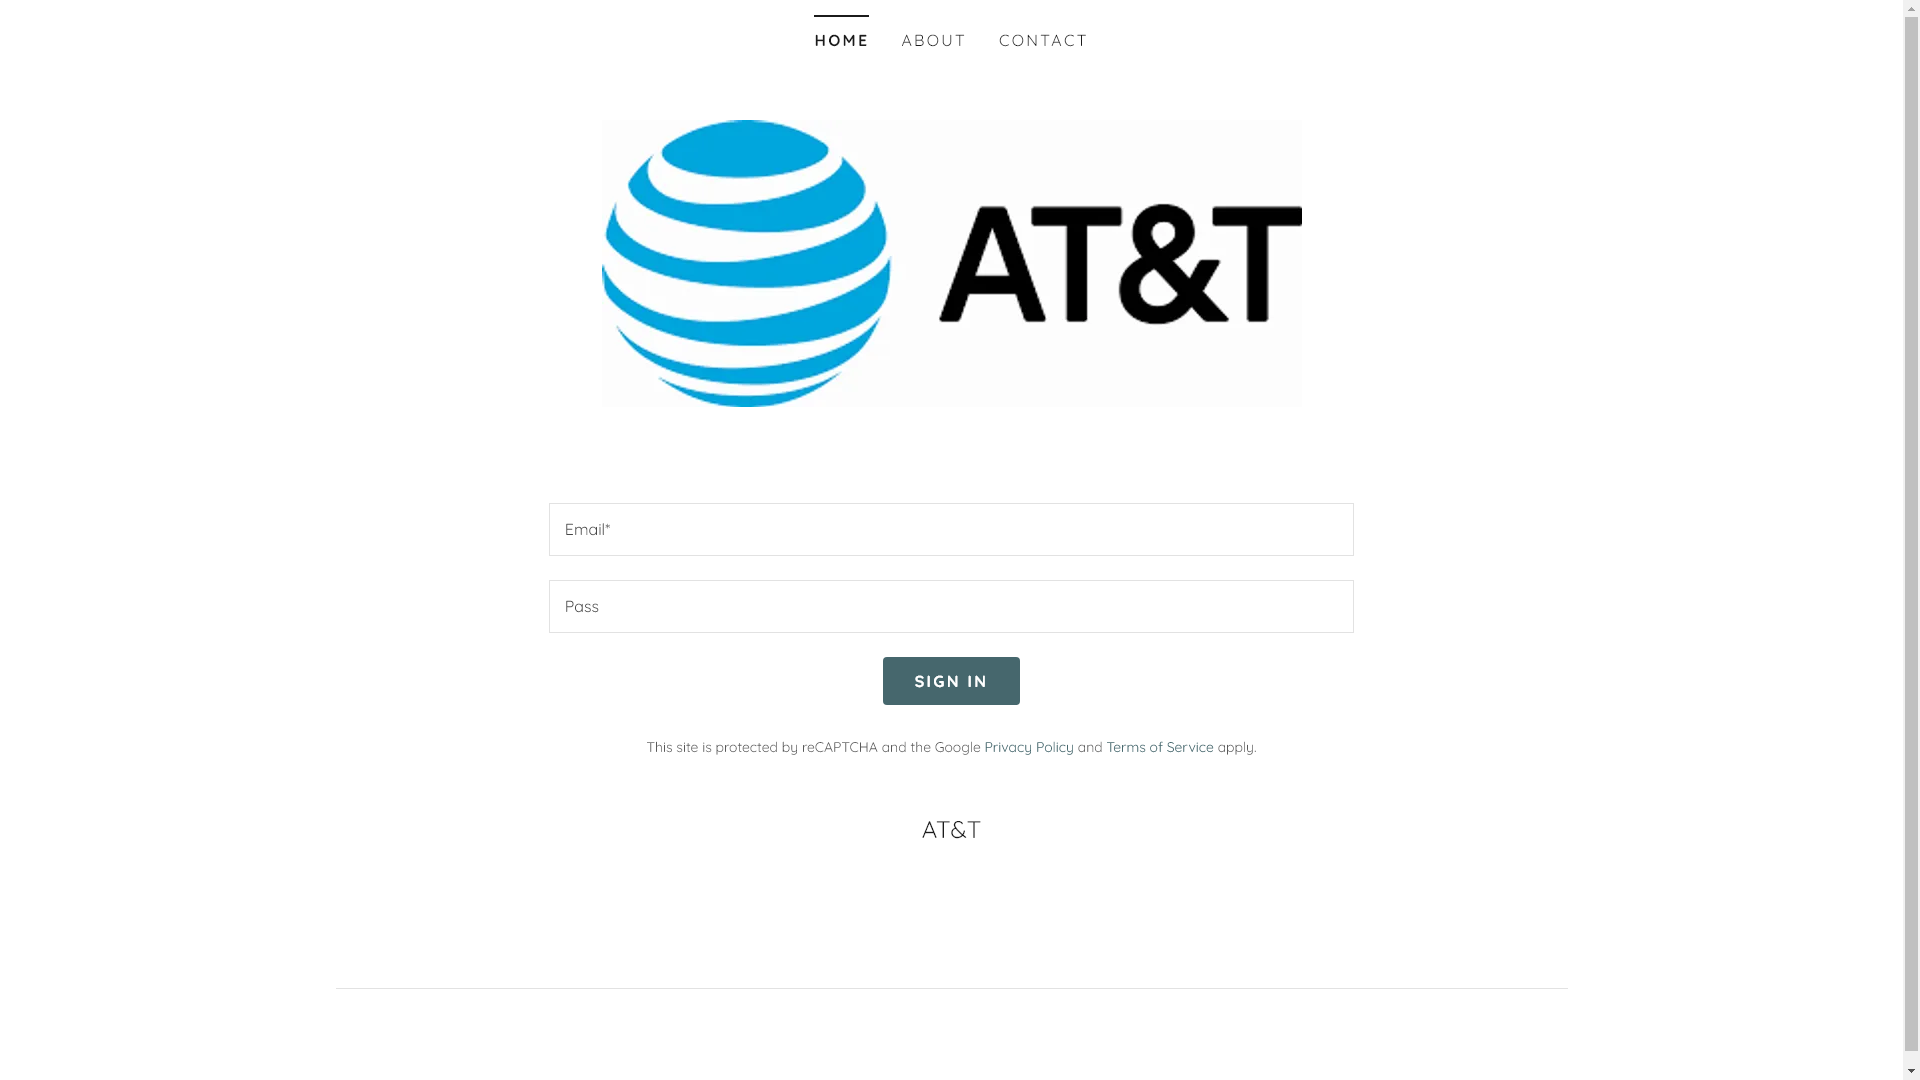 HOME ABOUT CONTACT
AT&T
Email*
Pass
SIGN IN
This site is protected by reCAPTCHA and the Google Privacy Policy and Terms of Service apply.
AT&T